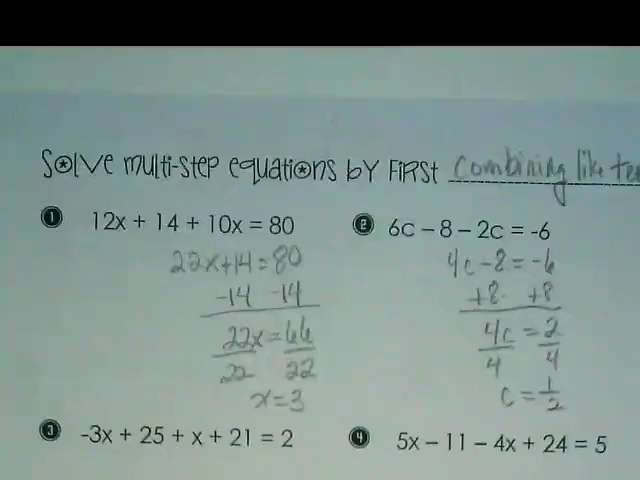 Solve multi-step equations by first combining like
1 12x + 14 + 10x = 80
22x+14=80
-14 -14
22x=66
22 22
x=3
2 6c – 8 – 2c = -6
4c-8=-6
+8 +8
4c = 2
4 4
c = 1/2
3 -3x + 25 + x + 21 = 2
4 5x – 11 – 4x + 24 = 5